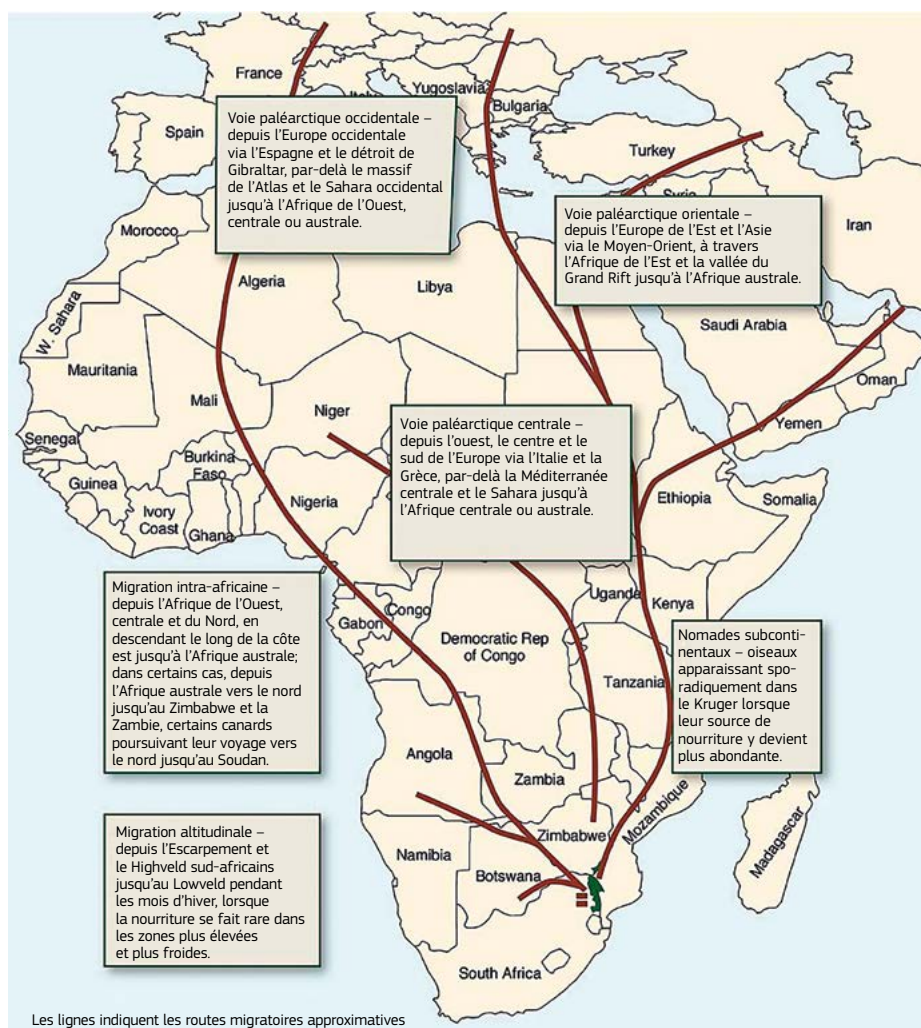 France
Italy
Yugoslavia
Bulgaria
Spain
Turkey
Syria
Iran
Voie paléarctique occidentale –
depuis l'Europe occidentale
via l'Espagne et le détroit de
Gibraltar, par-delà le massif
de l'Atlas et le Sahara occidental
jusqu'à l'Afrique de l'Ouest,
centrale ou australe.
Voie paléarctique orientale –
depuis l'Europe de l'Est et l'Asie
via le Moyen-Orient, à travers
l'Afrique de l'Est et la vallée du
Grand Rift jusqu'à l'Afrique australe.
Morocco
Algeria
Libya
W. Sahara
Saudi Arabia
Mauritania
Mali
Niger
Oman
Yemen
Voie paléarctique centrale –
depuis l'ouest, le centre et le
sud de l'Europe via l'Italie et la
Grèce, par-delà la Méditerranée
centrale et le Sahara jusqu'à
l'Afrique centrale ou australe.
Senegal
Burkina
Faso
Guinea
Nigeria
Ivory
Coast
Ghana
Ethiopia
Somalia
Migration intra-africaine –
depuis l'Afrique de l'Ouest,
centrale et du Nord, en
descendant le long de la côte
est jusqu'à l'Afrique australe;
dans certains cas, depuis
l'Afrique australe vers le nord
jusqu'au Zimbabwe et la
Zambie, certains canards
poursuivant leur voyage vers
le nord jusqu'au Soudan.
Gabon
Congo
Uganda
Kenya
Democratic Rep
of Congo
Tanzania
Nomades subconti-
nentaux – oiseaux
apparaissant spo-
radiquement dans
le Kruger lorsque
leur source de
nourriture y devient
plus abondante.
Angola
Zambia
Mozambique
Madagascar
Zimbabwe
Namibia
Botswana
Migration altitudinale –
depuis l'Escarpement et
le Highveld sud-africains
jusqu'au Lowveld pendant
les mois d'hiver, lorsque
la nourriture se fait rare dans
les zones plus élevées
et plus froides.
South Africa
Les lignes indiquent les routes migratoires approximatives